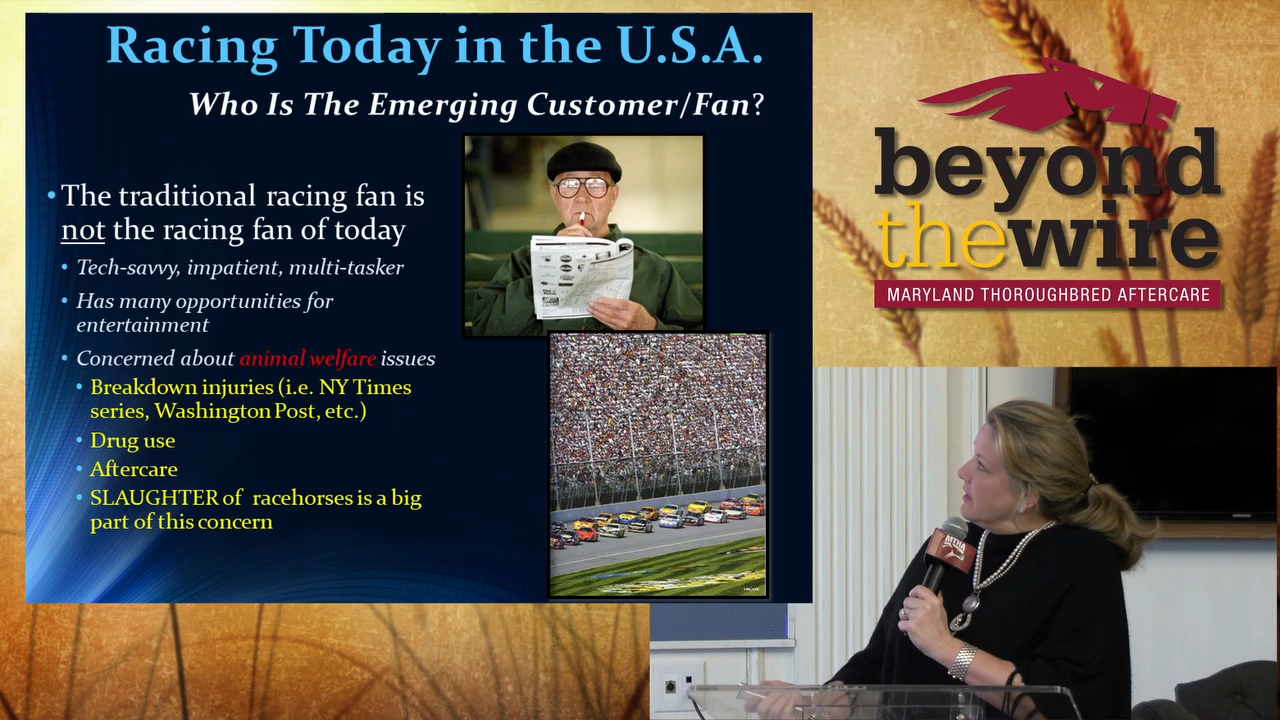 Racing Today in the U.S.A.
Who Is The Emerging Customer/Fan?
• The traditional racing fan is
not the racing fan of today
• Tech-savvy, impatient, multi-tasker
• Has many opportunities for
entertainment
• Concerned about animal welfare issues
• Breakdown injuries (i.e. NY Times
series, Washington Post, etc.)
• Drug use
• Aftercare
• SLAUGHTER of racehorses is a big
part of this concern
beyond
thewire
MARYLAND THOROUGHBRED AFTERCARE
MTHA